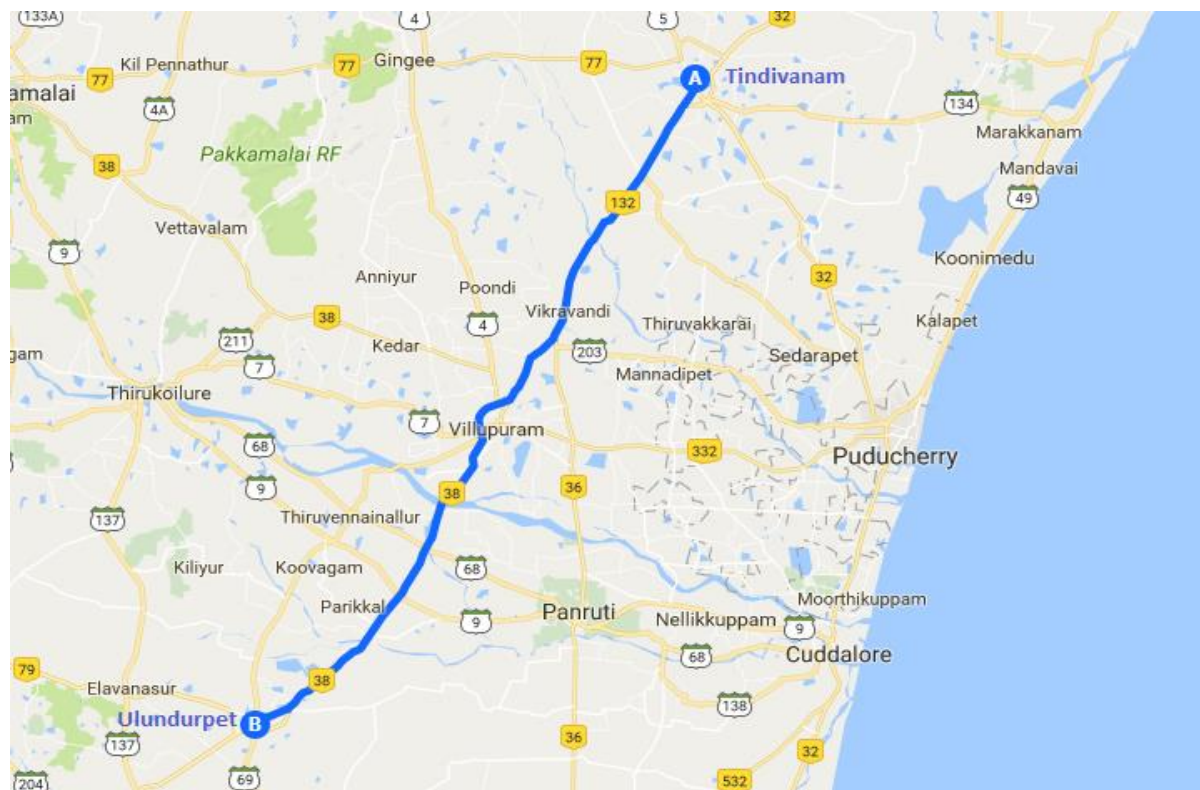 133A
4
5
32
Kil Pennathur
77
77
Gingee
77
A
Tindivanam
amalai
am
4A
134
Marakkanam
38
Pakkamalai RF
Mandavai
132
49
Vettavalam
9
Koonimedu
Anniyur
Poondi
32
38
4
Vikravandi
Thiruvakkarai
Kalapet
211
7
Kedar
203
Sedarapet
gam
Mannadipet
Thirukoilure
7
Villupuram
68
332
Puducherry
9
38
36
137
Thiruvennainallur
Kiliyur
Koovagam
68
Parikkal
Panruti
Moorthikuppam
9
Nellikkuppam
9
68
Cuddalore
79
38
Elavanasur
138
Ulundurpet
B
137
36
32
204
69
532